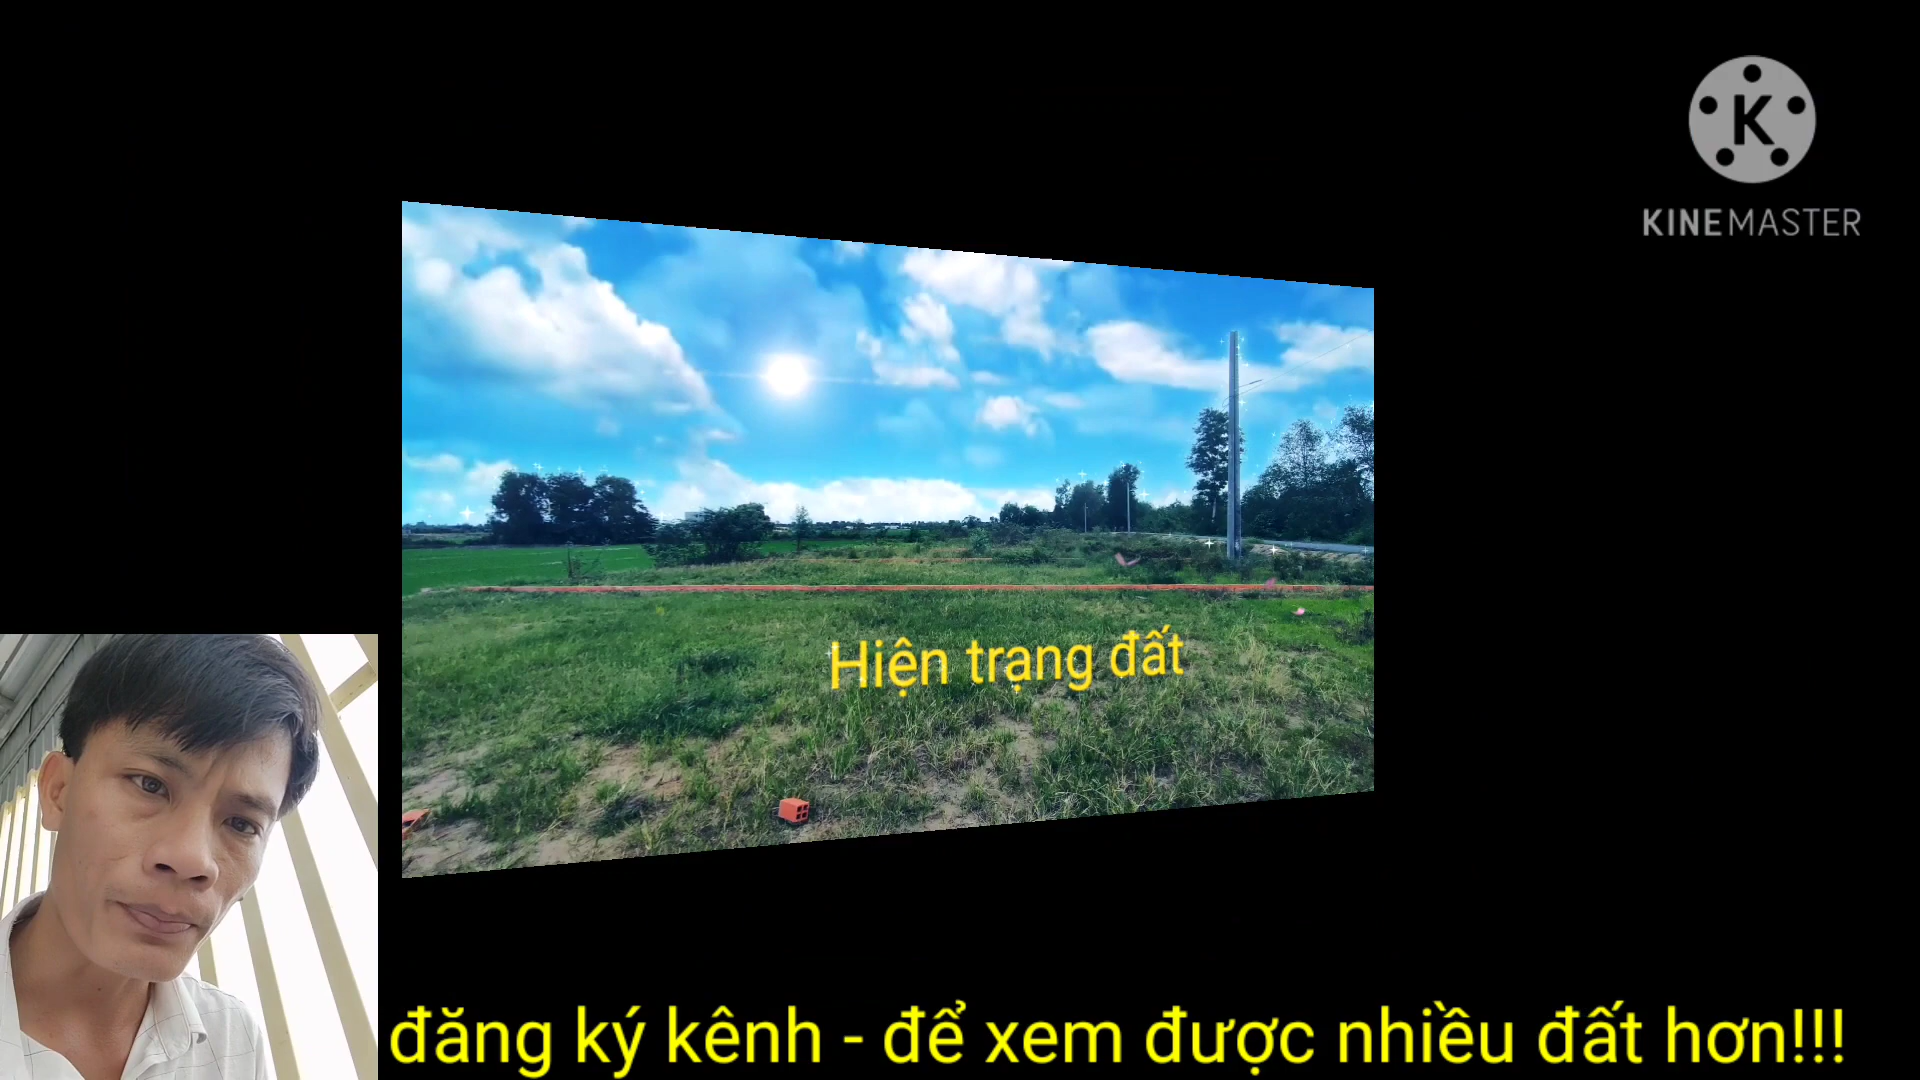 K
KINEMASTER
Hiện trạng đất
đăng ký kênh - để xem được nhiều đất hơn!!!